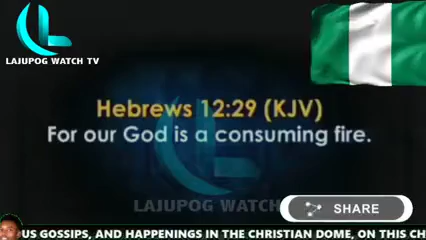 LAJUPOG WATCH TV
Hebrews 12:29 (KJV)
For our God is a consuming fire.
LAJUPOG WATCH
SHARE
US GOSSIPS, AND HAPPENINGS IN THE CHRISTIAN DOME, ON THIS CH